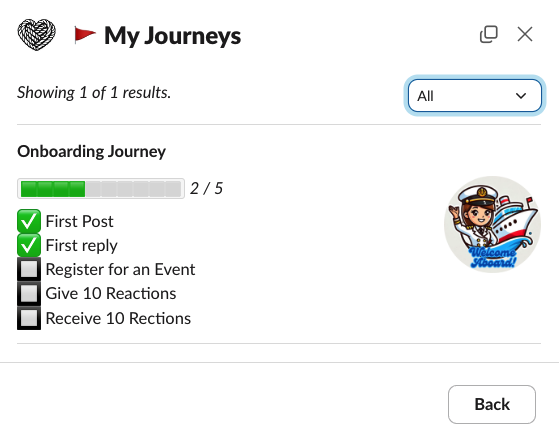 My Journeys
Showing 1 of 1 results.
All
Onboarding Journey
2 / 5
First Post
First reply
Register for an Event
Give 10 Reactions
Receive 10 Rections
Welcome
Aboard!
Back